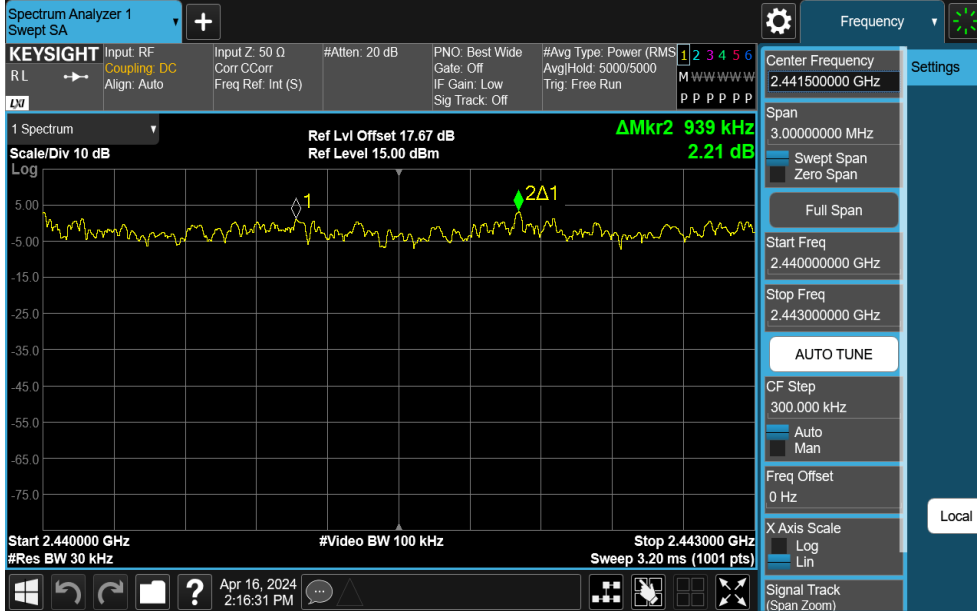 Spectrum Analyzer 1
Swept SA
Frequency
KEYSIGHT
R L
LXI
Input: RF
Coupling: DC
Align: Auto
Input Z: 50 Ω
Corr CCorr
Freq Ref: Int (S)
#Atten: 20 dB
PNO: Best Wide
Gate: Off
IF Gain: Low
Sig Track: Off
#Avg Type: Power (RMS
Avg|Hold: 5000/5000
Trig: Free Run
1 2 3 4 5 6
M W W W W W
P P P P P P
1 Spectrum
Scale/Div 10 dB
Log
Ref Lvl Offset 17.67 dB
Ref Level 15.00 dBm
ΔMkr2 939 kHz
2.21 dB
1
2Δ1
5.00
-5.00
-15.0
-25.0
-35.0
-45.0
-55.0
-65.0
-75.0
Start 2.440000 GHz
#Res BW 30 kHz
#Video BW 100 kHz
Stop 2.443000 GHz
Sweep 3.20 ms (1001 pts)
Apr 16, 2024
2:16:31 PM
Center Frequency
2.441500000 GHz
Span
3.00000000 MHz
Swept Span
Zero Span
Full Span
Start Freq
2.440000000 GHz
Stop Freq
2.443000000 GHz
AUTO TUNE
CF Step
300.000 kHz
Auto
Man
Freq Offset
0 Hz
X Axis Scale
Log
Lin
Signal Track
(Span Zoom)
Settings
Local